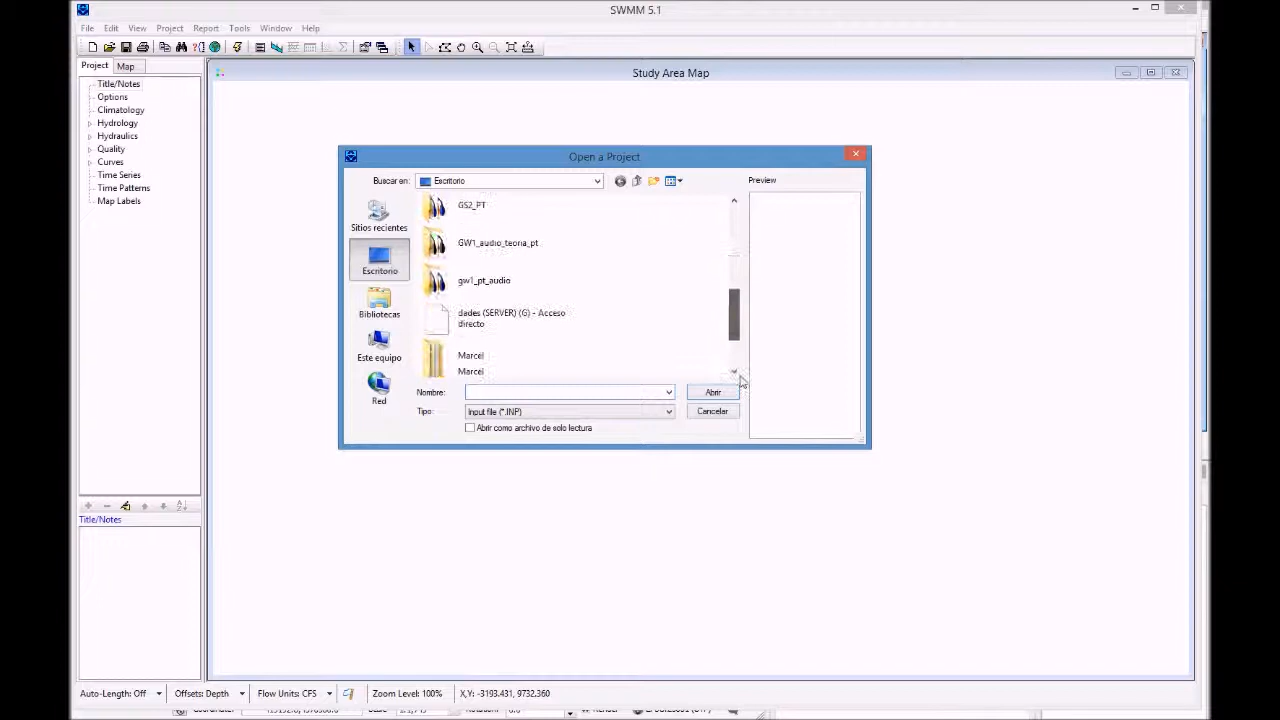 SWMM 5.1
File Edit View Project Report Tools Window Help
Project Map
Study Area Map
Title/Notes
Options
Climatology
Hydrology
Hydraulics
Quality
Curves
Time Series
Time Patterns
Map Labels
Title/Notes
Open a Project
Buscar en: Escritorio
Preview
Sitios recientes
Escritorio
Bibliotecas
Este equipo
Red
GS2_PT
GW1_audio_teoria_pt
gw1_pt_audio
dades (SERVER) (G) - Acceso
directo
Marcel
Marcel
Nombre: Abrir
Tipo: Input file (*.INP) Cancelar
Abrir como archivo de solo lectura
Auto-Length: Off Offsets: Depth Flow Units: CFS Zoom Level: 100% X,Y: -3193.431, 9732.360